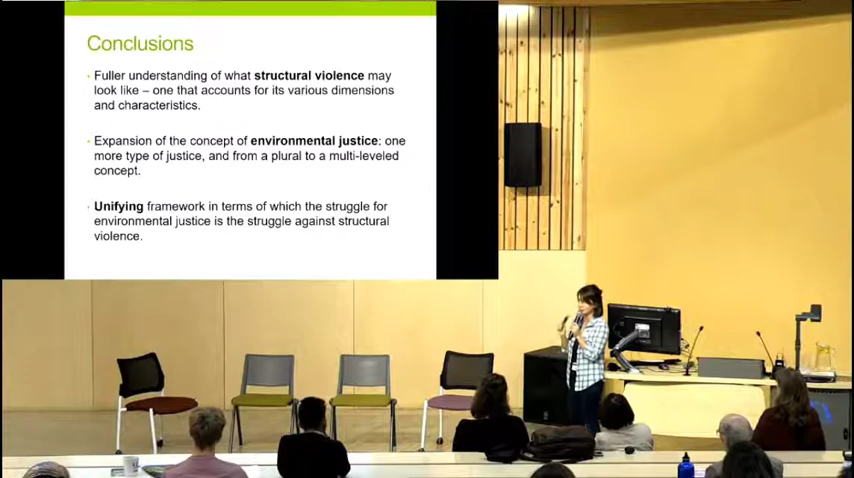 Conclusions
Fuller understanding of what structural violence may
look like – one that accounts for its various dimensions
and characteristics.
Expansion of the concept of environmental justice: one
more type of justice, and from a plural to a multi-leveled
concept.
Unifying framework in terms of which the struggle for
environmental justice is the struggle against structural
violence.